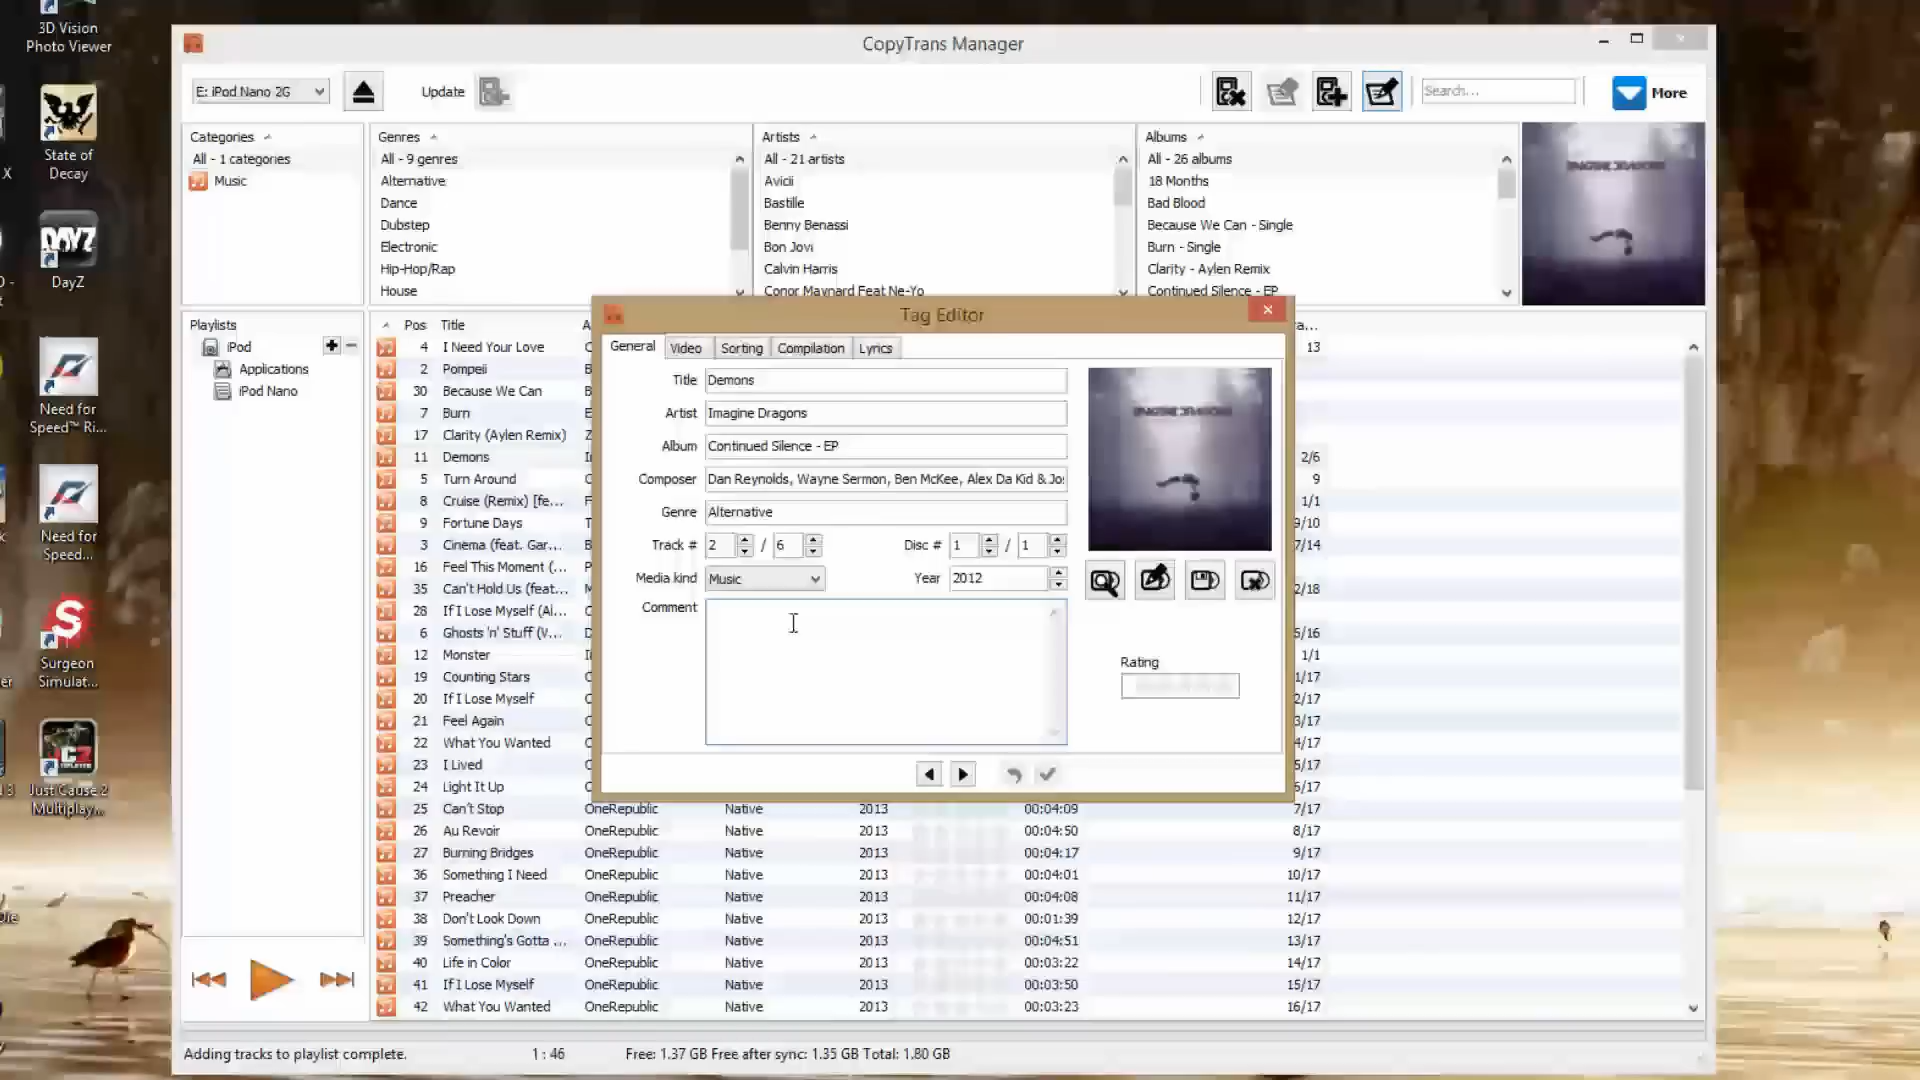 3D Vision
Photo Viewer
State of
Decay
DayZ
Need for
Speed™ Ri...
Need for
Speed...
Surgeon
Simulat...
Just Cause 2
Multiplay...
CopyTrans Manager
E: iPod Nano 2G
Update
Search...
More
Categories
All - 1 categories
Music
Genres
All - 9 genres
Alternative
Dance
Dubstep
Electronic
Hip-Hop/Rap
House
Artists
All - 21 artists
Avicii
Bastille
Benny Benassi
Bon Jovi
Calvin Harris
Conor Maynard Feat Ne-Yo
Albums
All - 26 albums
18 Months
Bad Blood
Because We Can - Single
Burn - Single
Clarity - Aylen Remix
Continued Silence - EP
IMAGINE DRAGONS
Playlists
iPod
Applications
iPod Nano
Pos Title
4 I Need Your Love 13
2 Pompeii
30 Because We Can
7 Burn
17 Clarity (Aylen Remix)
11 Demons 2/6
5 Turn Around 9
8 Cruise (Remix) [fe... 1/1
9 Fortune Days 9/10
3 Cinema (feat. Gar... 7/14
16 Feel This Moment (...
35 Can't Hold Us (feat... 2/18
28 If I Lose Myself (Al...
6 Ghosts 'n' Stuff (V... 5/16
12 Monster 1/1
19 Counting Stars 1/17
20 If I Lose Myself 2/17
21 Feel Again 3/17
22 What You Wanted 4/17
23 I Lived 5/17
24 Light It Up 6/17
25 Can't Stop OneRepublic Native 2013 00:04:09 7/17
26 Au Revoir OneRepublic Native 2013 00:04:50 8/17
27 Burning Bridges OneRepublic Native 2013 00:04:17 9/17
36 Something I Need OneRepublic Native 2013 00:04:01 10/17
37 Preacher OneRepublic Native 2013 00:04:08 11/17
38 Don't Look Down OneRepublic Native 2013 00:01:39 12/17
39 Something's Gotta ... OneRepublic Native 2013 00:04:51 13/17
40 Life in Color OneRepublic Native 2013 00:03:22 14/17
41 If I Lose Myself OneRepublic Native 2013 00:03:50 15/17
42 What You Wanted OneRepublic Native 2013 00:03:23 16/17
Tag Editor
General Video Sorting Compilation Lyrics
Title Demons
Artist Imagine Dragons
Album Continued Silence - EP
Composer Dan Reynolds, Wayne Sermon, Ben McKee, Alex Da Kid & Jos
Genre Alternative
Track # 2 / 6 Disc # 1 / 1
Media kind Music Year 2012
Comment
IMAGINE DRAGONS
Rating
Adding tracks to playlist complete. 1 : 46 Free: 1.37 GB Free after sync: 1.35 GB Total: 1.80 GB